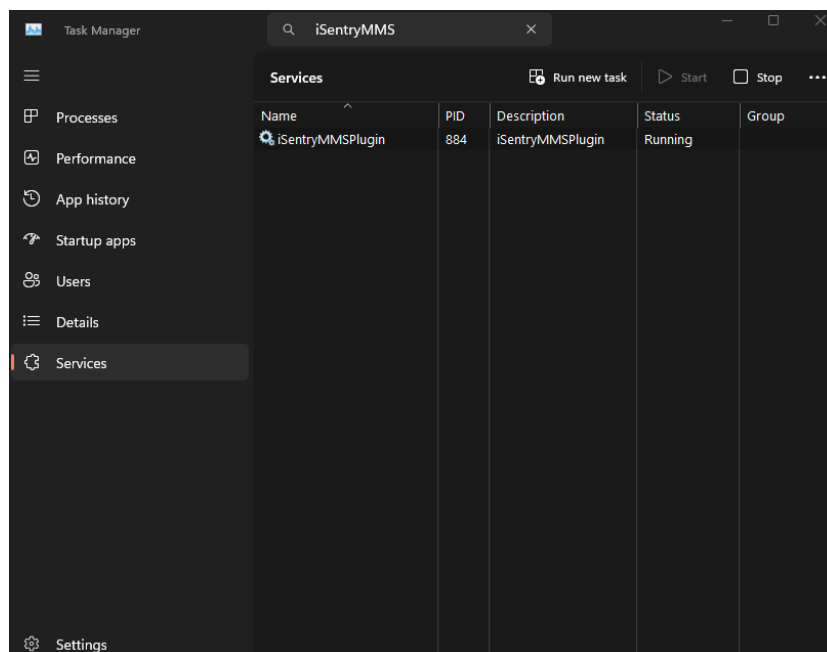 Task Manager
iSentryMMS
Services
Run new task
Start
Stop
Processes
Performance
App history
Startup apps
Users
Details
Services
Name PID Description Status Group
iSentryMMSPlugin 884 iSentryMMSPlugin Running
Settings